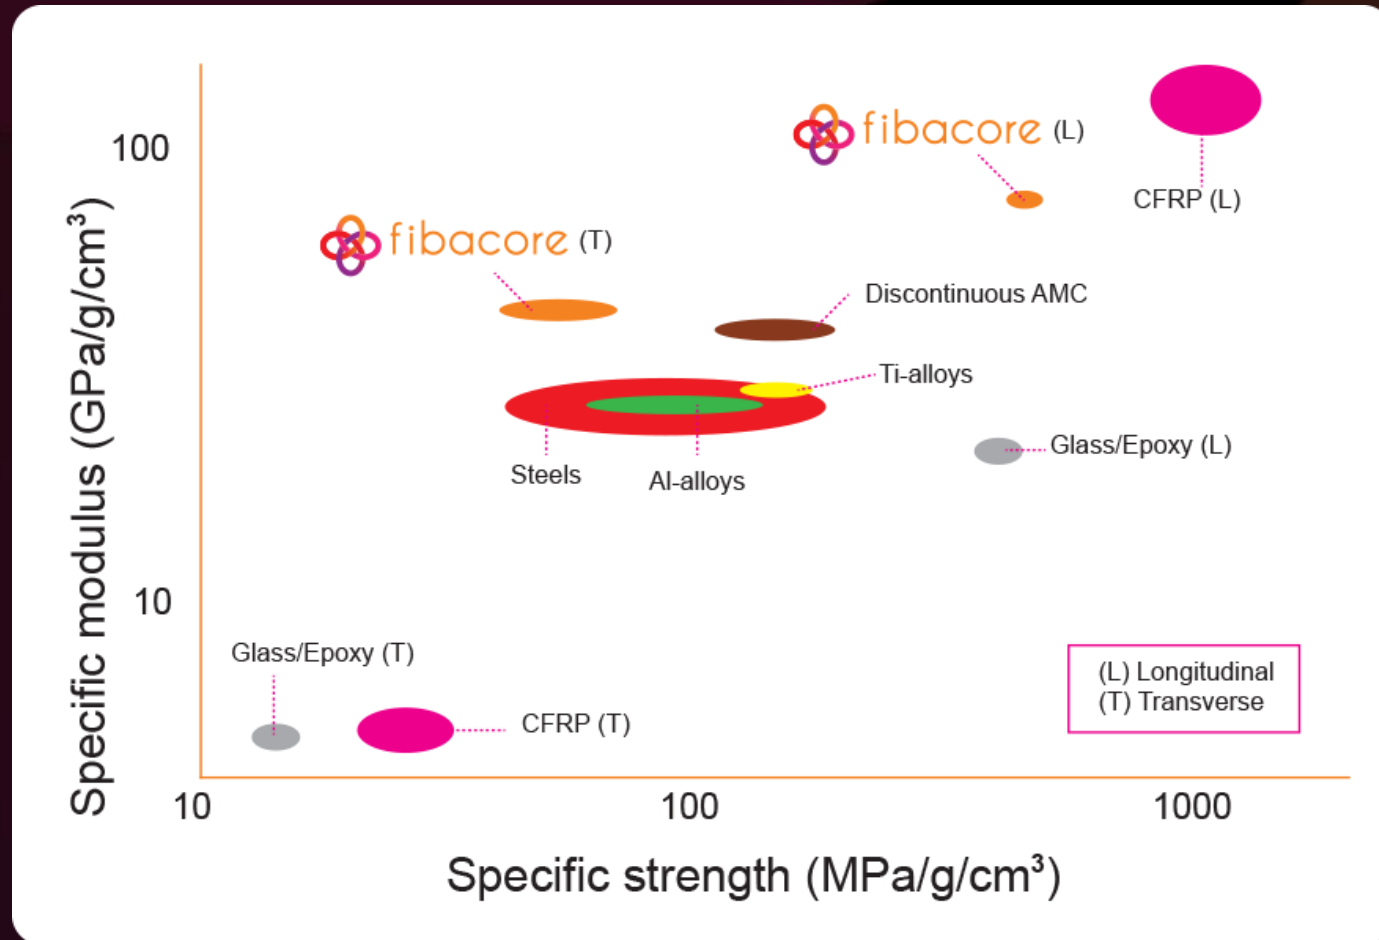 100
fibacore (L)
CFRP (L)
fibacore (T)
Discontinuous AMC
Ti-alloys
Glass/Epoxy (L)
Steels
Al-alloys
10
Glass/Epoxy (T)
CFRP (T)
(L) Longitudinal
(T) Transverse
Specific modulus (GPa/g/cm³)
10
100
1000
Specific strength (MPa/g/cm³)